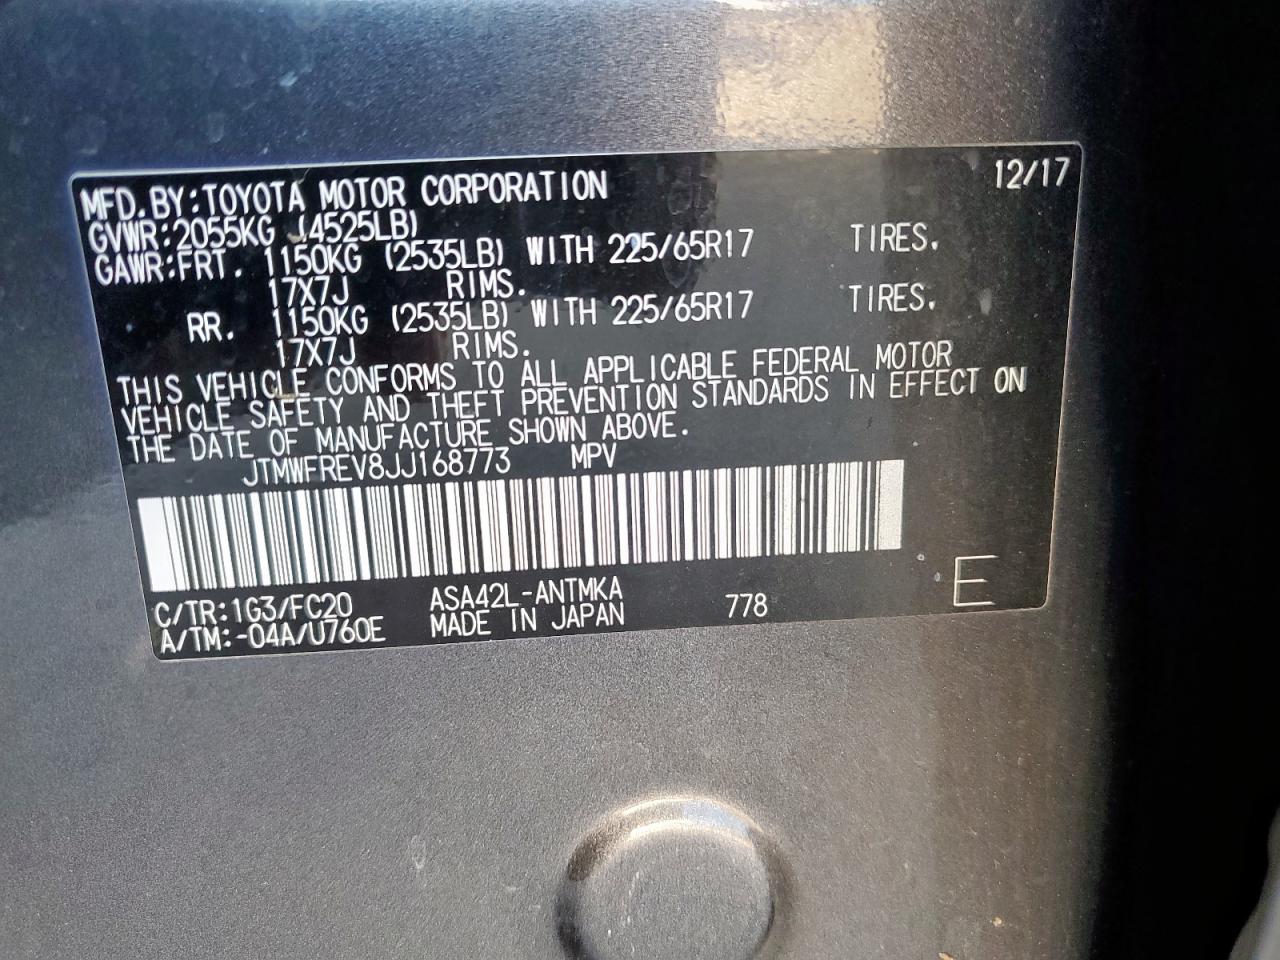 12/17
MFD.BY:TOYOTA MOTOR CORPORATION
GVWR:2055KG (4525LB)
GAWR:FRT. 1150KG (2535LB) WITH 225/65R17 TIRES.
17X7J RIMS.
RR. 1150KG (2535LB) WITH 225/65R17 TIRES.
17X7J RIMS.
THIS VEHICLE CONFORMS TO ALL APPLICABLE FEDERAL MOTOR
VEHICLE SAFETY AND THEFT PREVENTION STANDARDS IN EFFECT ON
THE DATE OF MANUFACTURE SHOWN ABOVE.
JTMWFREV8JJ168773 MPV
C/TR:1G3/FC20 ASA42L-ANTMKA
A/TM:-04A/U760E MADE IN JAPAN 778 E